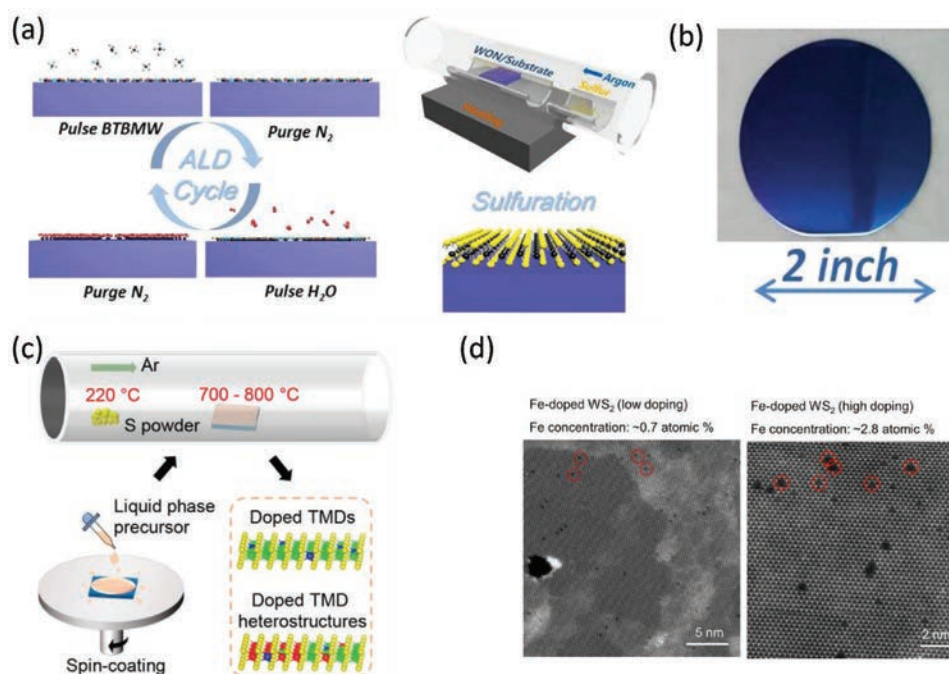 (a)
Pulse BTBMW
Purge N₂
ALD
Cycle
Purge N₂
Pulse H₂O
WON/Substrate
Argon
Sulfur
Sulfuration
(b)
2 inch
(c)
Ar
220 °C
700 - 800 °C
S powder
Liquid phase
precursor
Spin-coating
Doped TMDs
Doped TMD
heterostructures
(d)
Fe-doped WS₂ (low doping)
Fe concentration: ~0.7 atomic %
5 nm
Fe-doped WS₂ (high doping)
Fe concentration: ~2.8 atomic %
2 nm